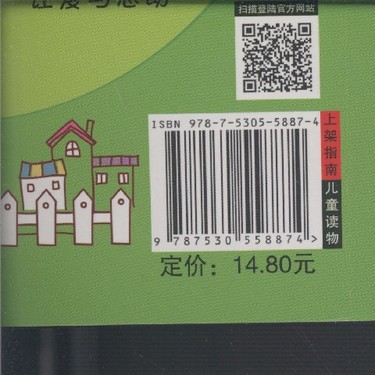 扫描登陆官方网站
ISBN 978-7-5305-5887-4
上架指南 儿童读物
9 787530 558874 >
定价：14.80元